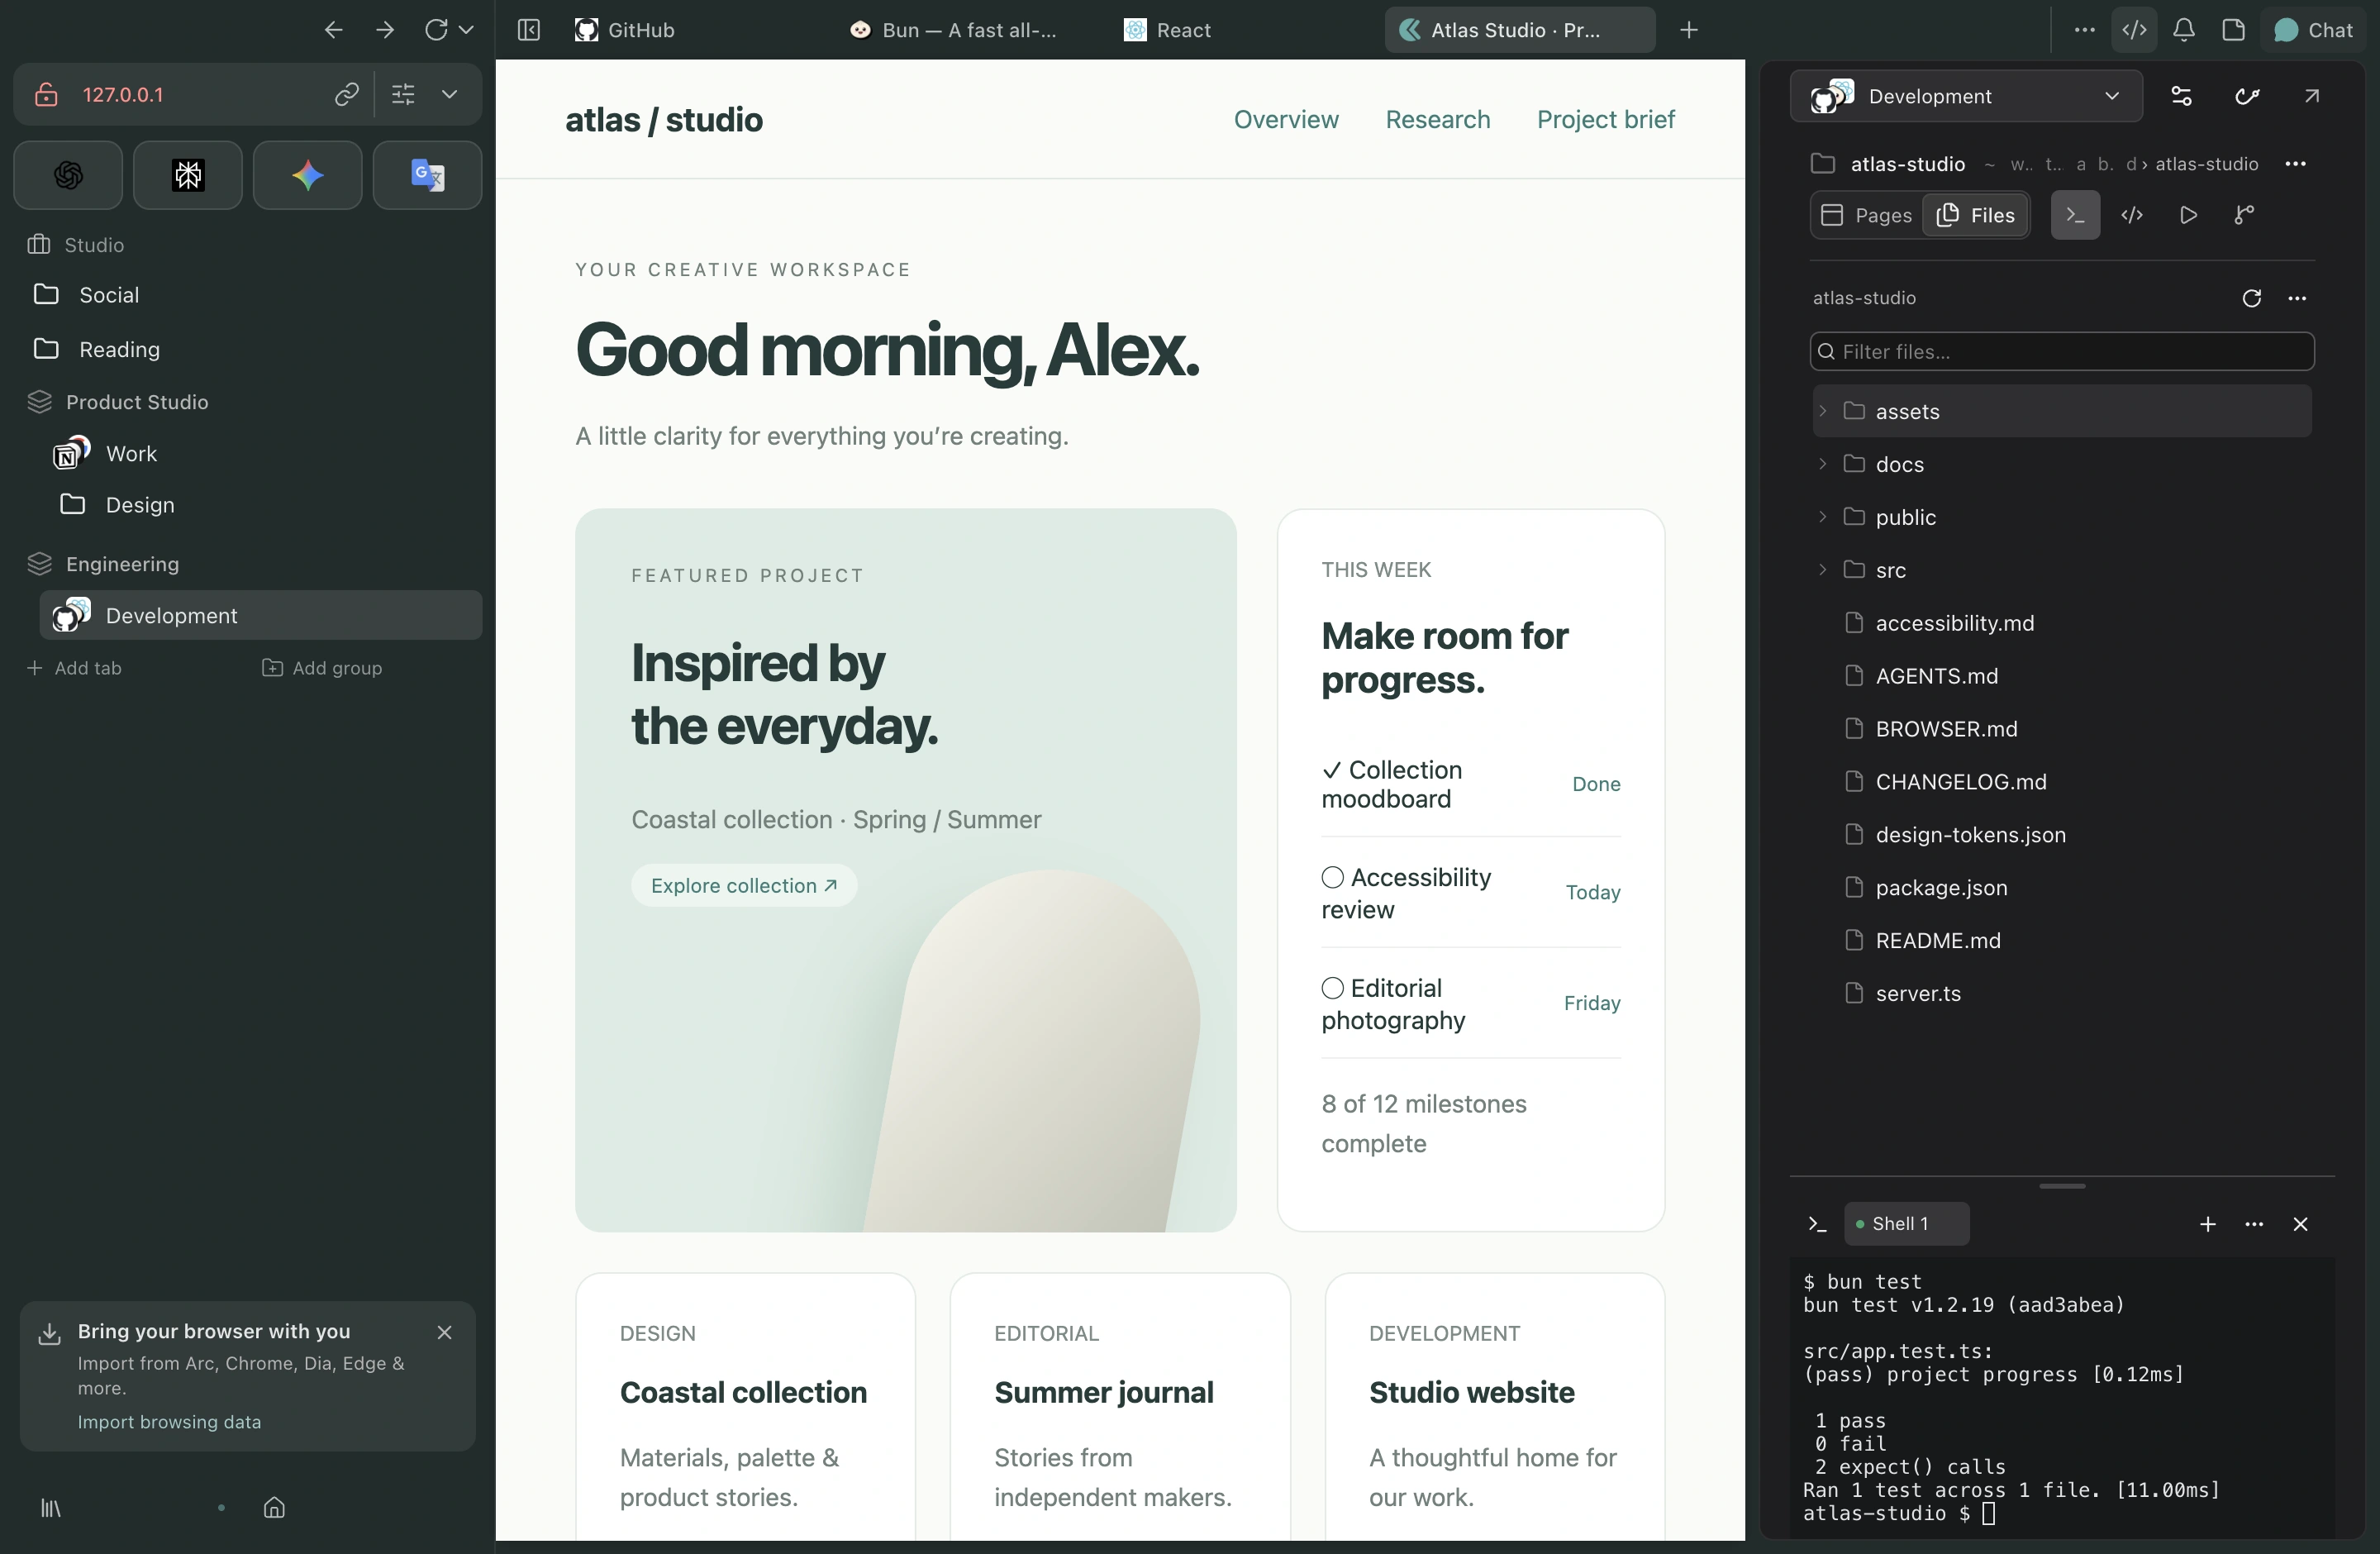 GitHub
Bun — A fast all-...
React
Atlas Studio · Pr...
Chat
127.0.0.1
Studio
Social
Reading
Product Studio
Work
Design
Engineering
Development
Add tab
Add group
Bring your browser with you
Import from Arc, Chrome, Dia, Edge &
more.
Import browsing data
atlas / studio
Overview
Research
Project brief
YOUR CREATIVE WORKSPACE
Good morning, Alex.
A little clarity for everything you’re creating.
FEATURED PROJECT
Inspired by
the everyday.
Coastal collection · Spring / Summer
Explore collection ↗
THIS WEEK
Make room for
progress.
✓ Collection
moodboard
Done
○ Accessibility
review
Today
○ Editorial
photography
Friday
8 of 12 milestones
complete
DESIGN
Coastal collection
Materials, palette &
product stories.
EDITORIAL
Summer journal
Stories from
independent makers.
DEVELOPMENT
Studio website
A thoughtful home for
our work.
Development
atlas-studio ~ w.. t... a b. d › atlas-studio
Pages
Files
atlas-studio
Filter files...
assets
docs
public
src
accessibility.md
AGENTS.md
BROWSER.md
CHANGELOG.md
design-tokens.json
package.json
README.md
server.ts
Shell 1
$ bun test
bun test v1.2.19 (aad3abea)
src/app.test.ts:
(pass) project progress [0.12ms]
1 pass
0 fail
2 expect() calls
Ran 1 test across 1 file. [11.00ms]
atlas-studio $